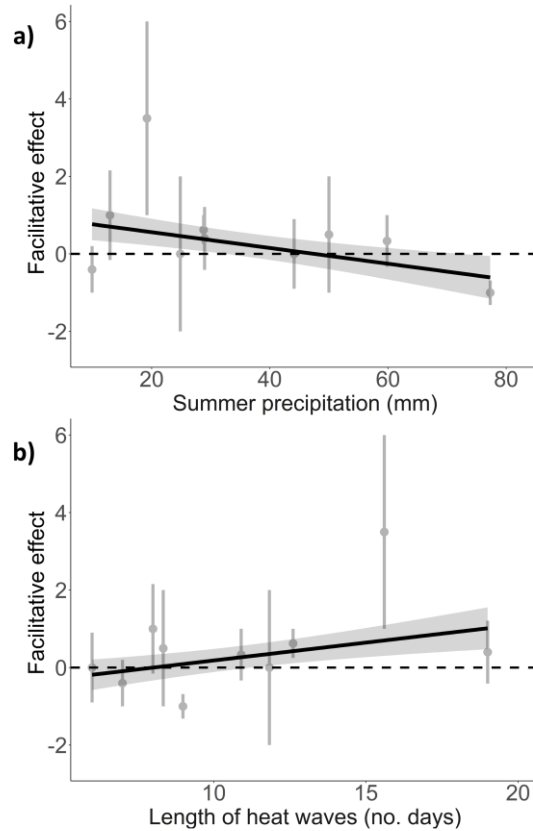 a)
Facilitative effect
6
4
2
0
-2
20 40 60 80
Summer precipitation (mm)
b)
Facilitative effect
6
4
2
0
-2
10 15 20
Length of heat waves (no. days)